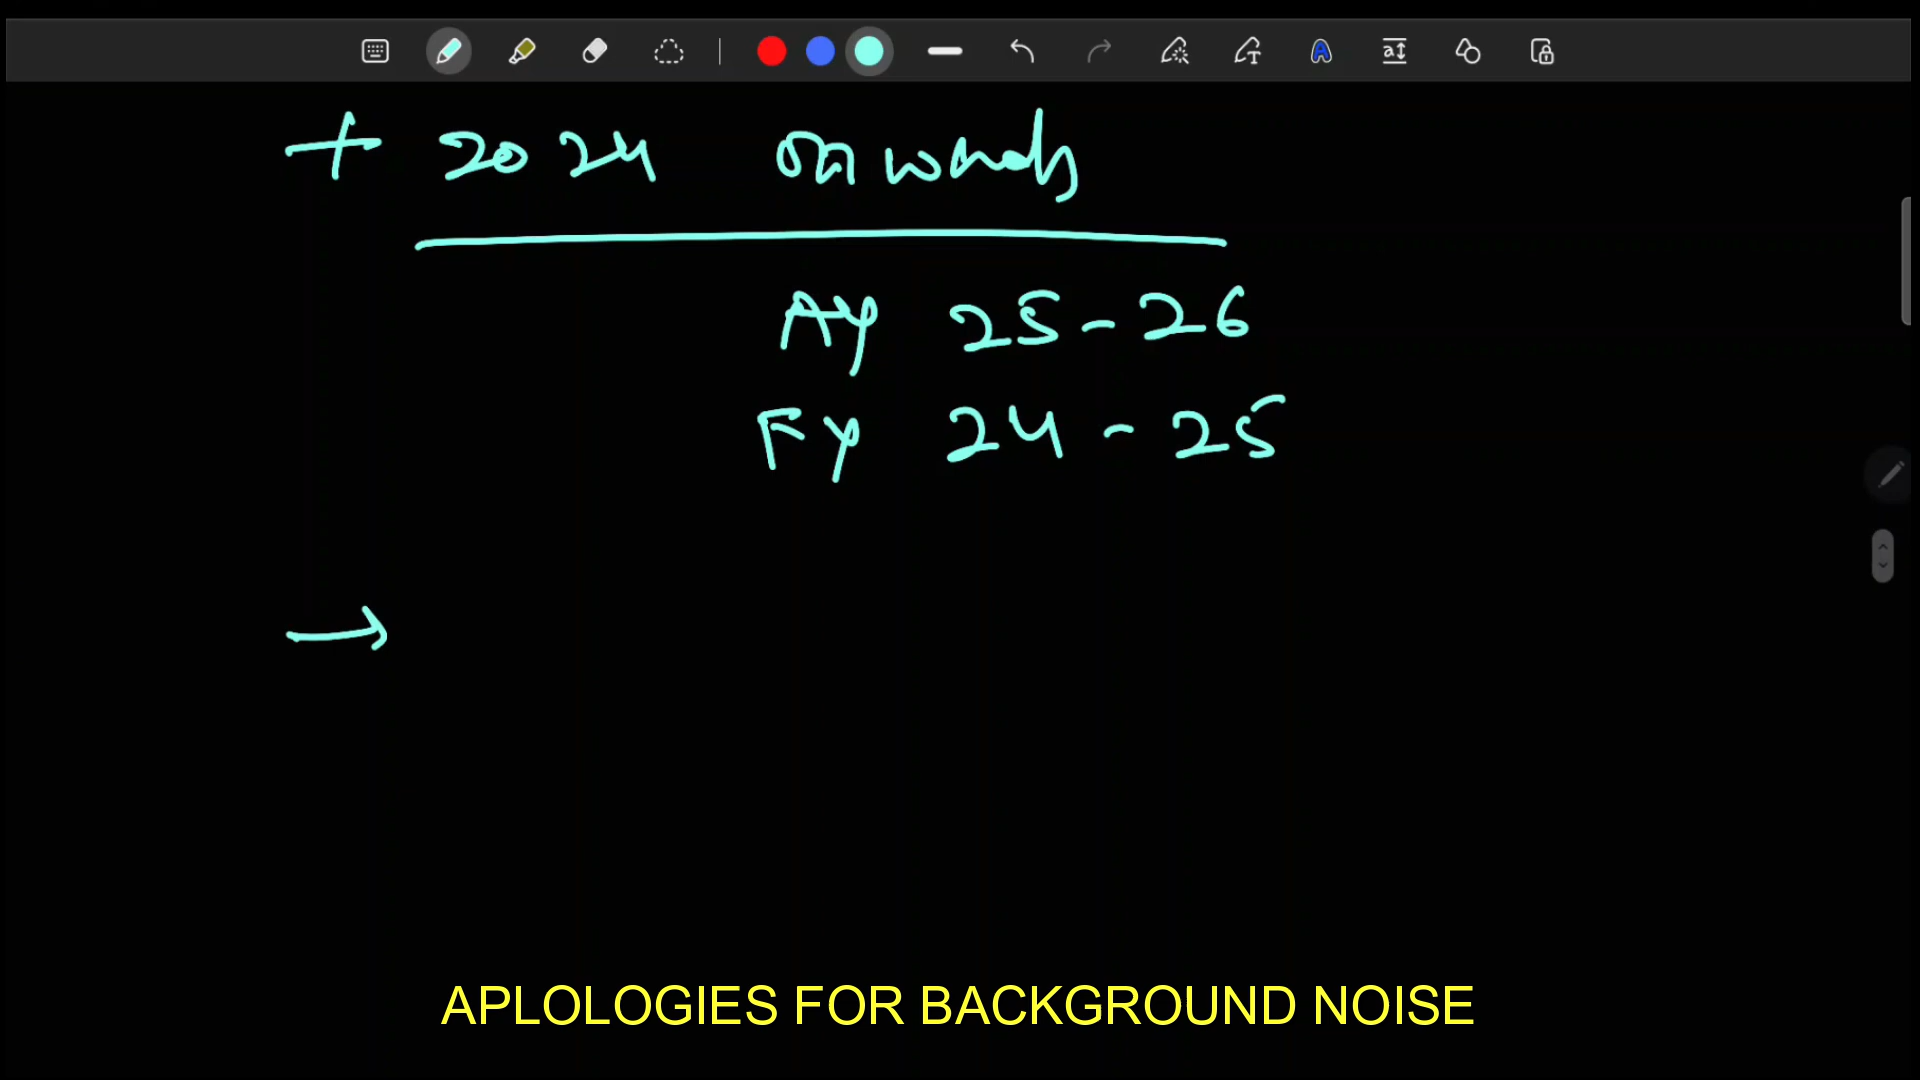 + 2024 onwards
AY 25-26
FY 24-25
→
APLOLOGIES FOR BACKGROUND NOISE